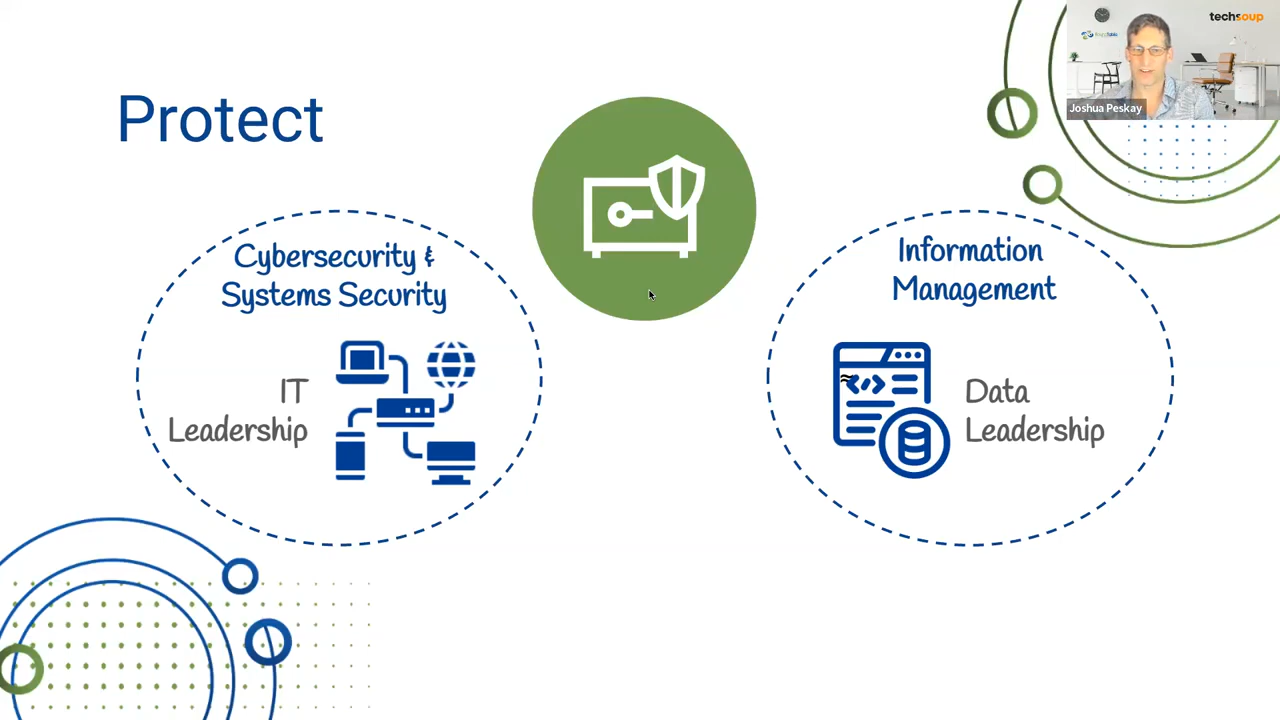 techsoup
Joshua Peskay
Protect
Cybersecurity &
Systems Security
IT
Leadership
Information
Management
Data
Leadership